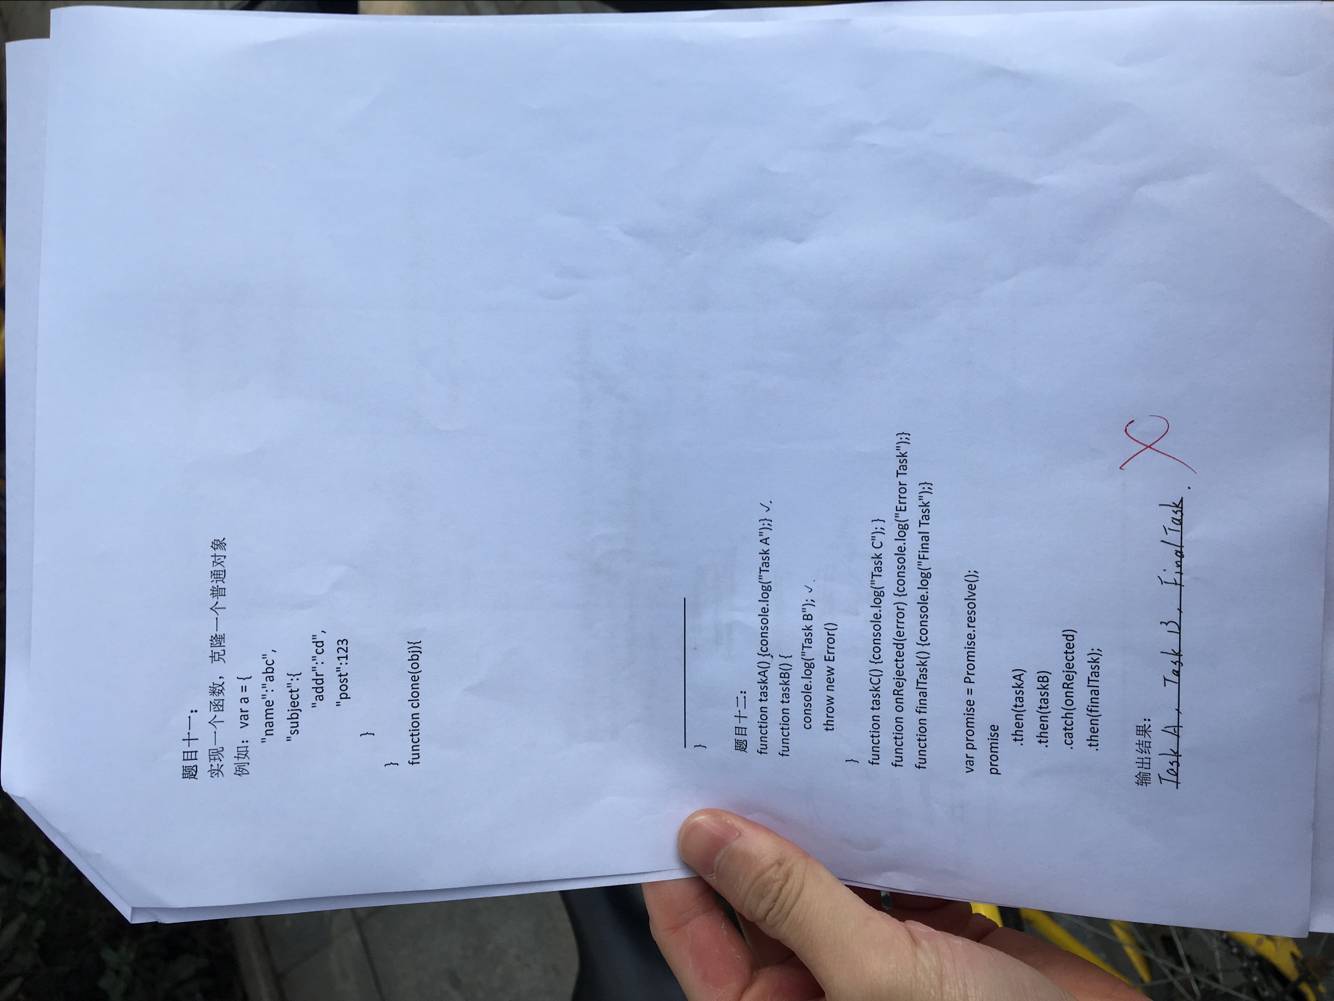 题目十一：
实现一个函数，克隆一个普通对象
例如：var a = {
"name":"abc",
"subject":{
"addr":"cd",
"post":123
}
}
function clone(obj){
}
题目十二：
function taskA() {console.log("Task A");} ✓.
function taskB() {
console.log("Task B"); ✓.
throw new Error()
}
function taskC() {console.log("Task C"); }
function onRejected(error) {console.log("Error Task");}
function finalTask() {console.log("Final Task");}
var promise = Promise.resolve();
promise
.then(taskA)
.then(taskB)
.catch(onRejected)
.then(finalTask);
输出结果：
Task A, Task B, Final Task.